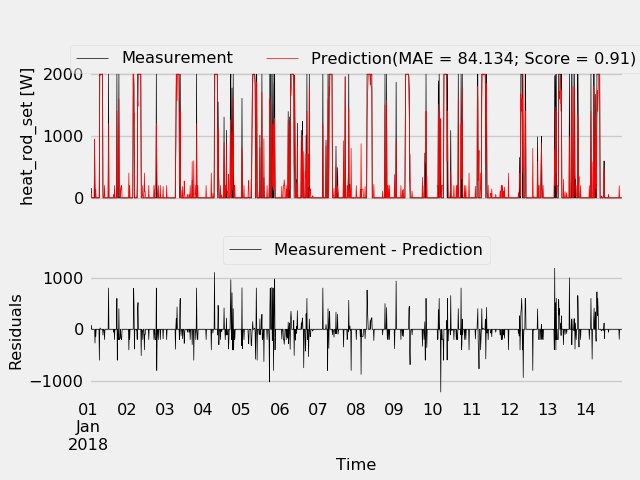 Measurement
Prediction(MAE = 84.134; Score = 0.91)
heat_rod_set [W]
2000
1000
0
Measurement - Prediction
Residuals
1000
0
−1000
01 02 03 04 05 06 07 08 09 10 11 12 13 14
Jan
2018
Time